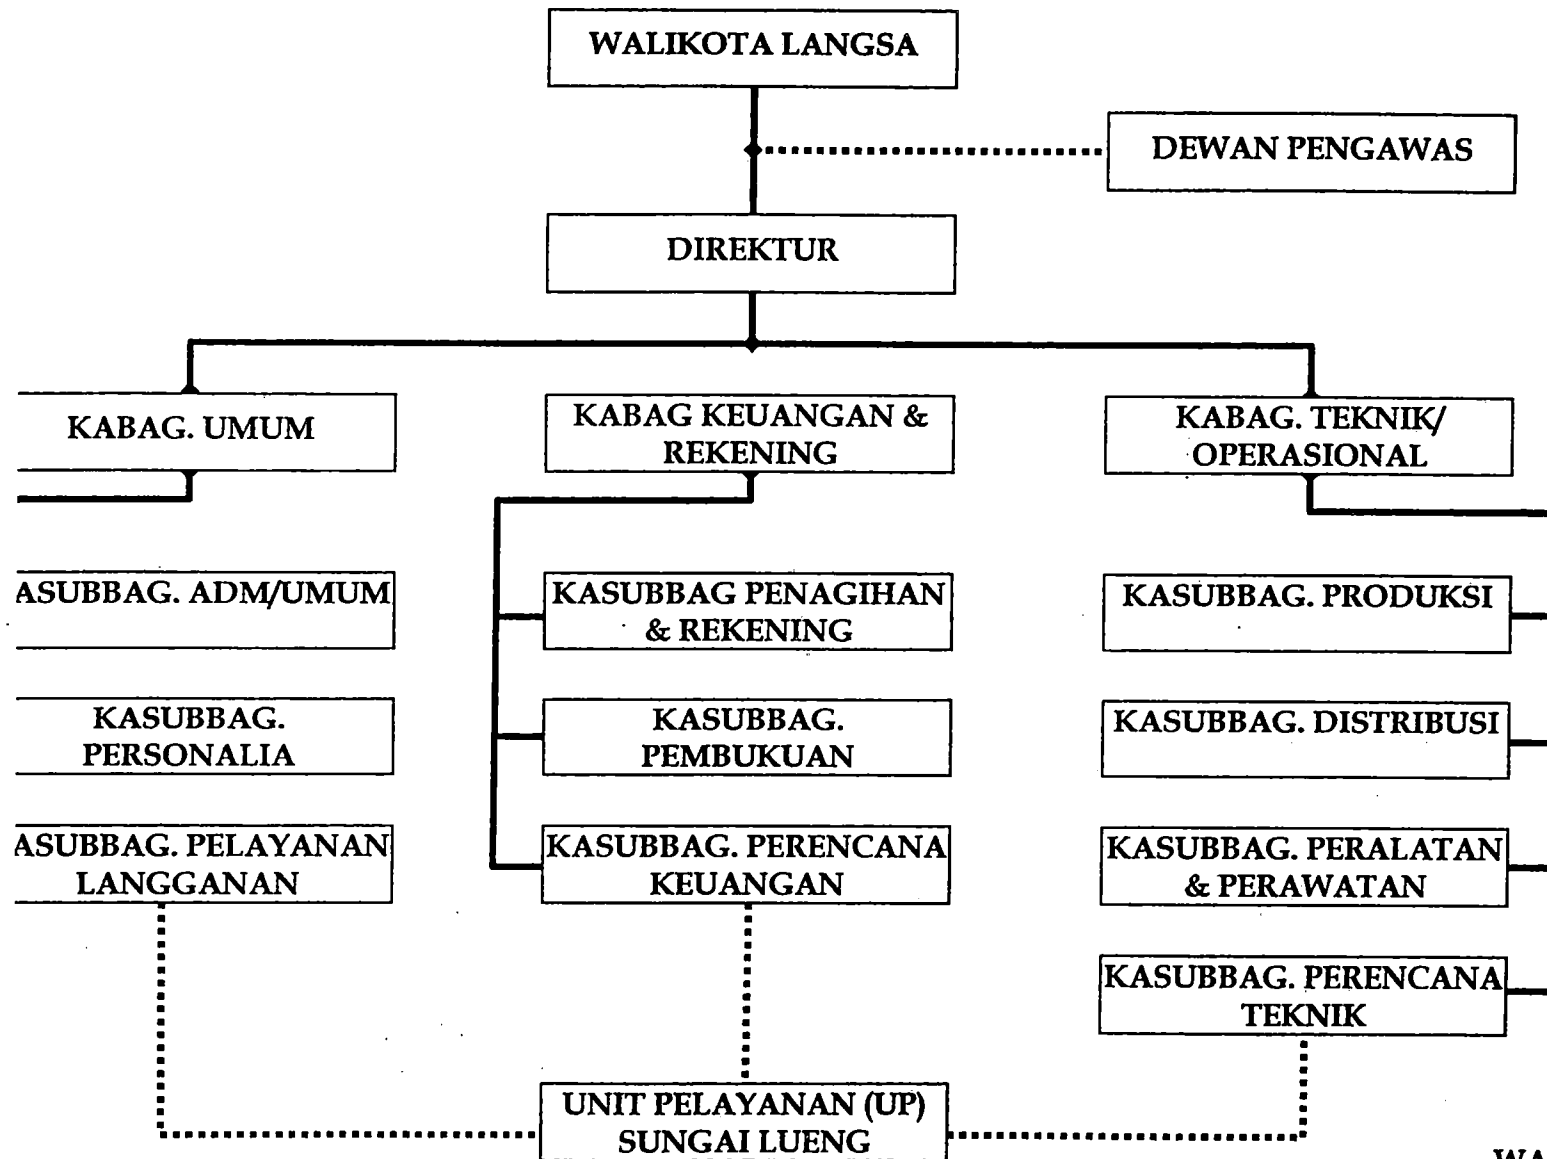 WALIKOTA LANGSA
DEWAN PENGAWAS
DIREKTUR
KABAG. UMUM
KABAG KEUANGAN &
REKENING
KABAG. TEKNIK/
OPERASIONAL
ASUBBAG. ADM/UMUM
KASUBBAG PENAGIHAN
& REKENING
KASUBBAG. PRODUKSI
KASUBBAG.
PERSONALIA
KASUBBAG.
PEMBUKUAN
KASUBBAG. DISTRIBUSI
ASUBBAG. PELAYANAN
LANGGANAN
KASUBBAG. PERENCANA
KEUANGAN
KASUBBAG. PERALATAN
& PERAWATAN
KASUBBAG. PERENCANA
TEKNIK
UNIT PELAYANAN (UP)
SUNGAI LUENG